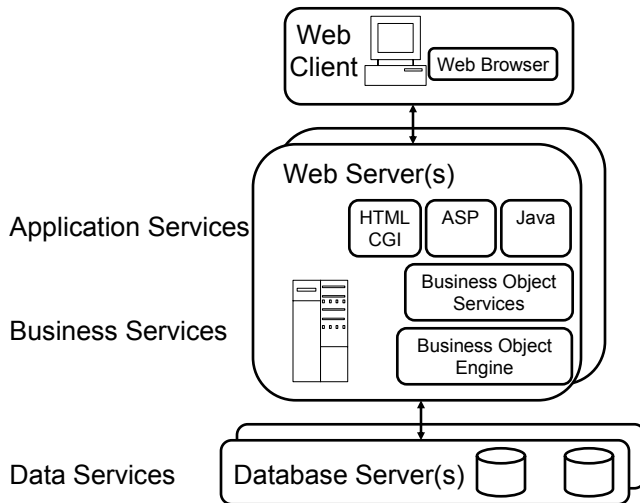 Web
Client
Web Browser
Web Server(s)
Application Services
HTML
CGI
ASP
Java
Business Object
Services
Business Services
Business Object
Engine
Data Services
Database Server(s)